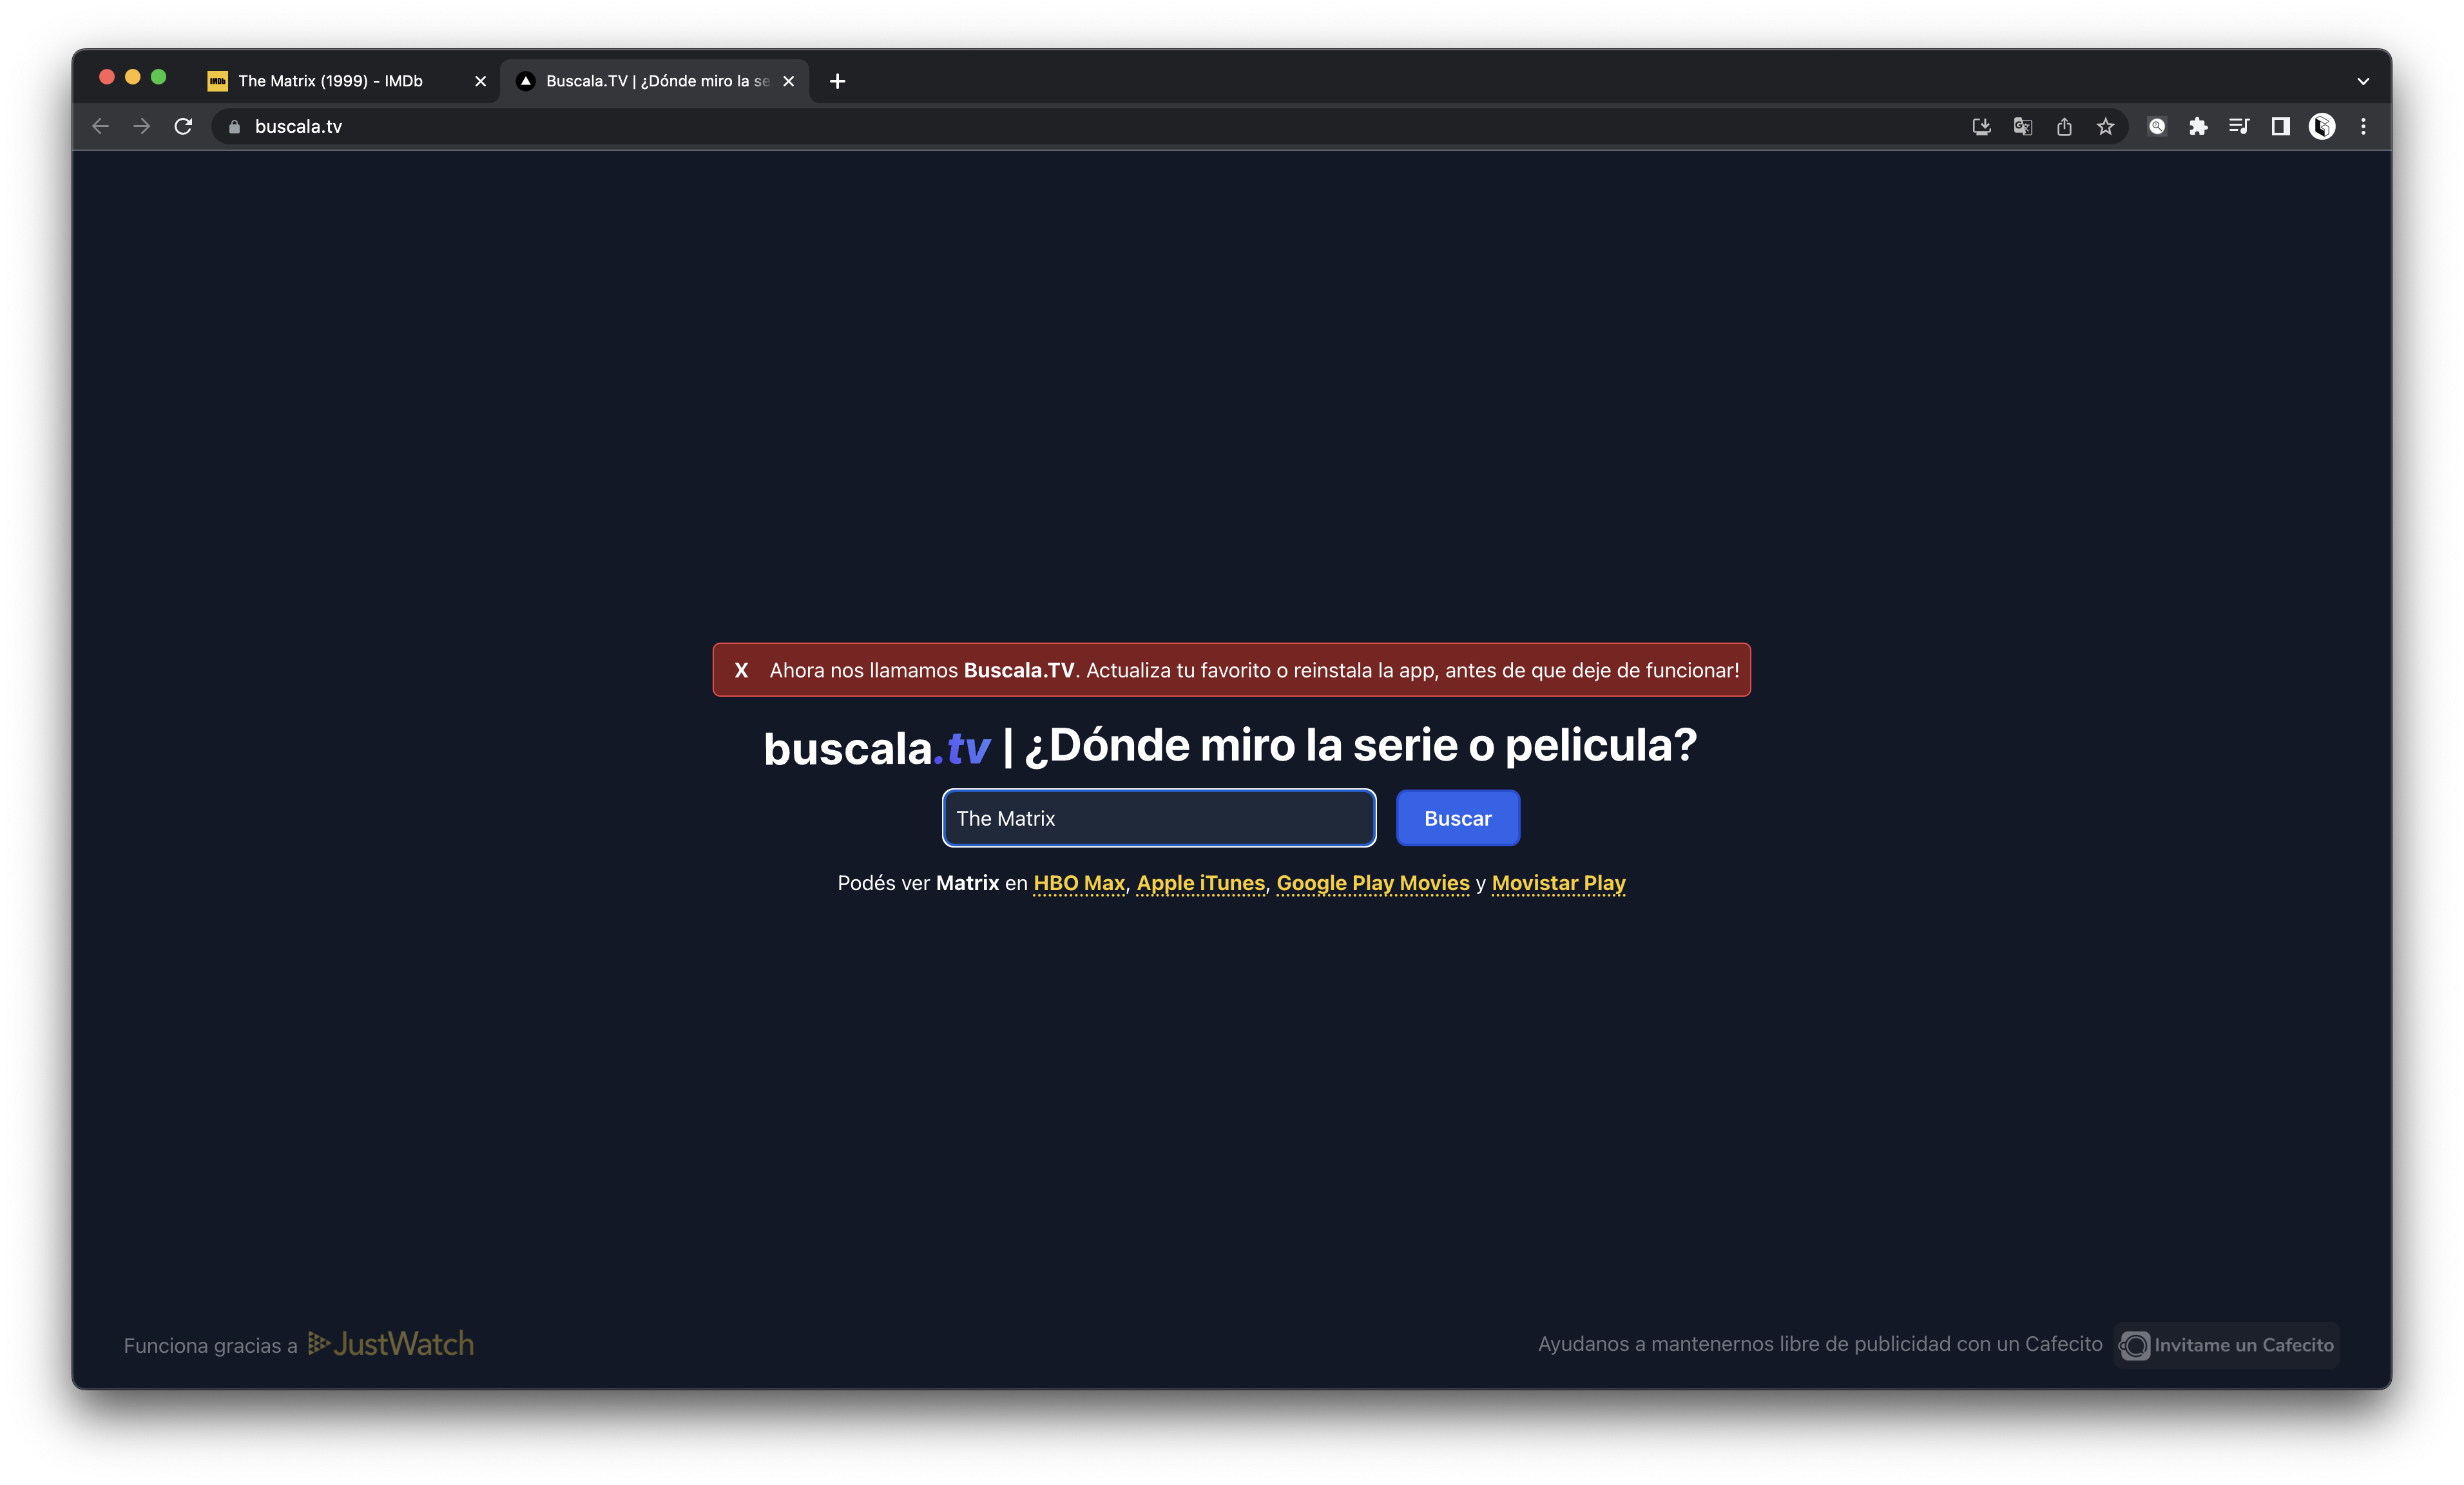 The Matrix (1999) - IMDb
Buscala.TV | ¿Dónde miro la se
buscala.tv
X Ahora nos llamamos Buscala.TV. Actualiza tu favorito o reinstala la app, antes de que deje de funcionar!
buscala.tv | ¿Dónde miro la serie o pelicula?
The Matrix
Buscar
Podés ver Matrix en HBO Max, Apple iTunes, Google Play Movies y Movistar Play
Funciona gracias a JustWatch
Ayudanos a mantenernos libre de publicidad con un Cafecito
Invitame un Cafecito